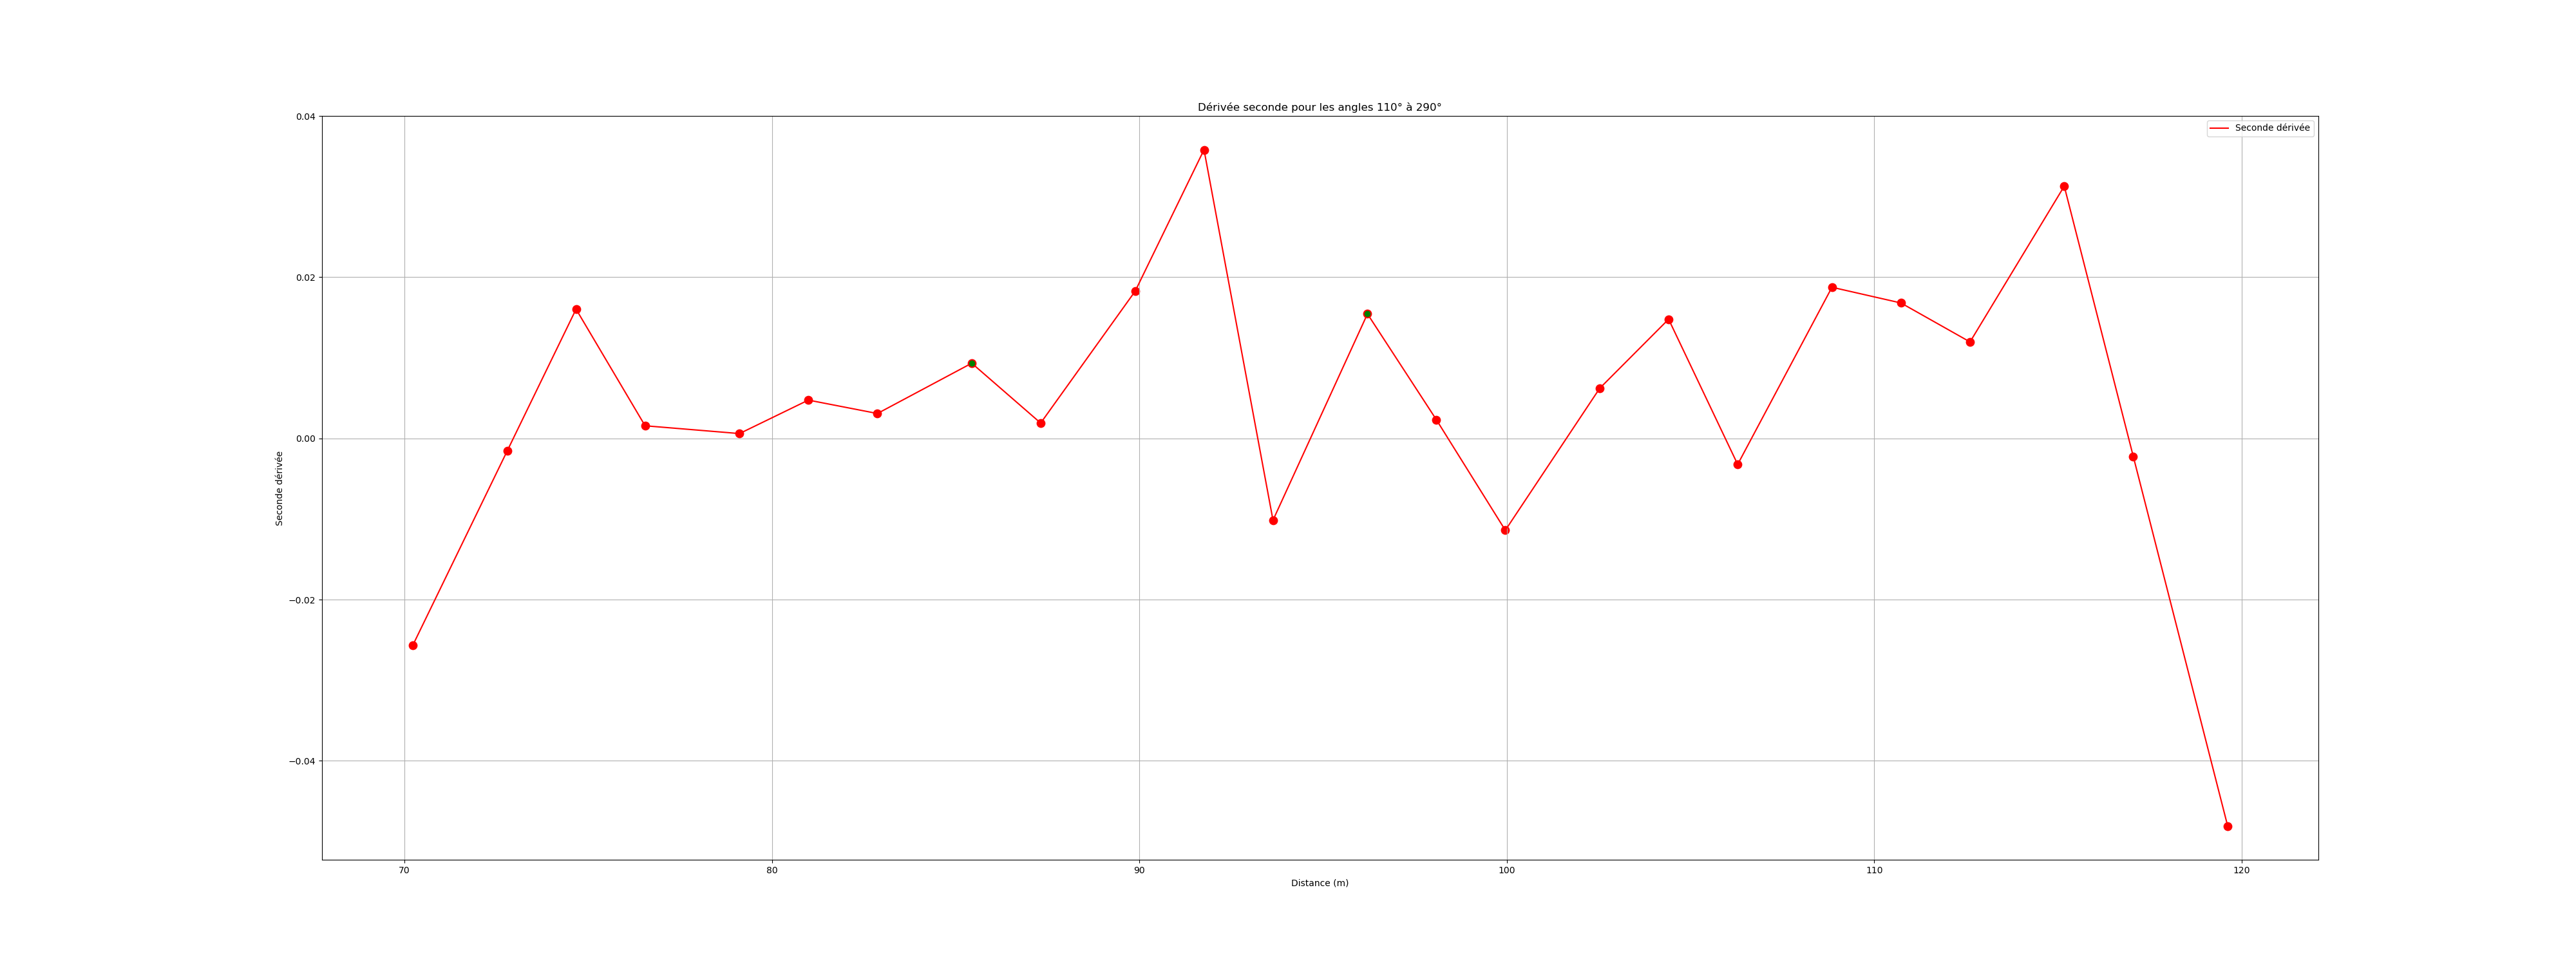 Dérivée seconde pour les angles 110° à 290°
Seconde dérivée
0.04
0.02
0.00
−0.02
−0.04
Seconde dérivée
70
80
90
100
110
120
Distance (m)